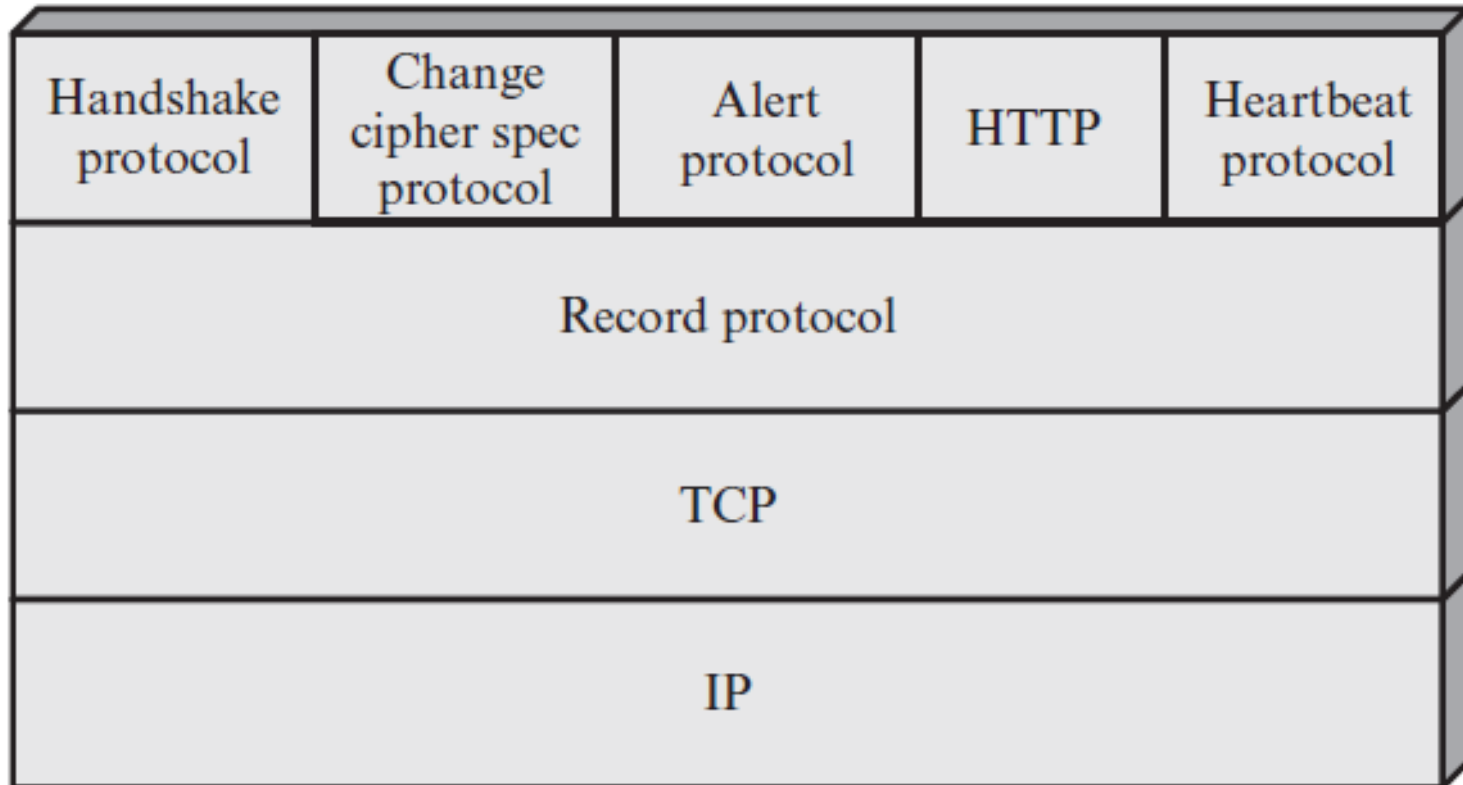 Handshake
protocol
Change
cipher spec
protocol
Alert
protocol
HTTP
Heartbeat
protocol
Record protocol
TCP
IP